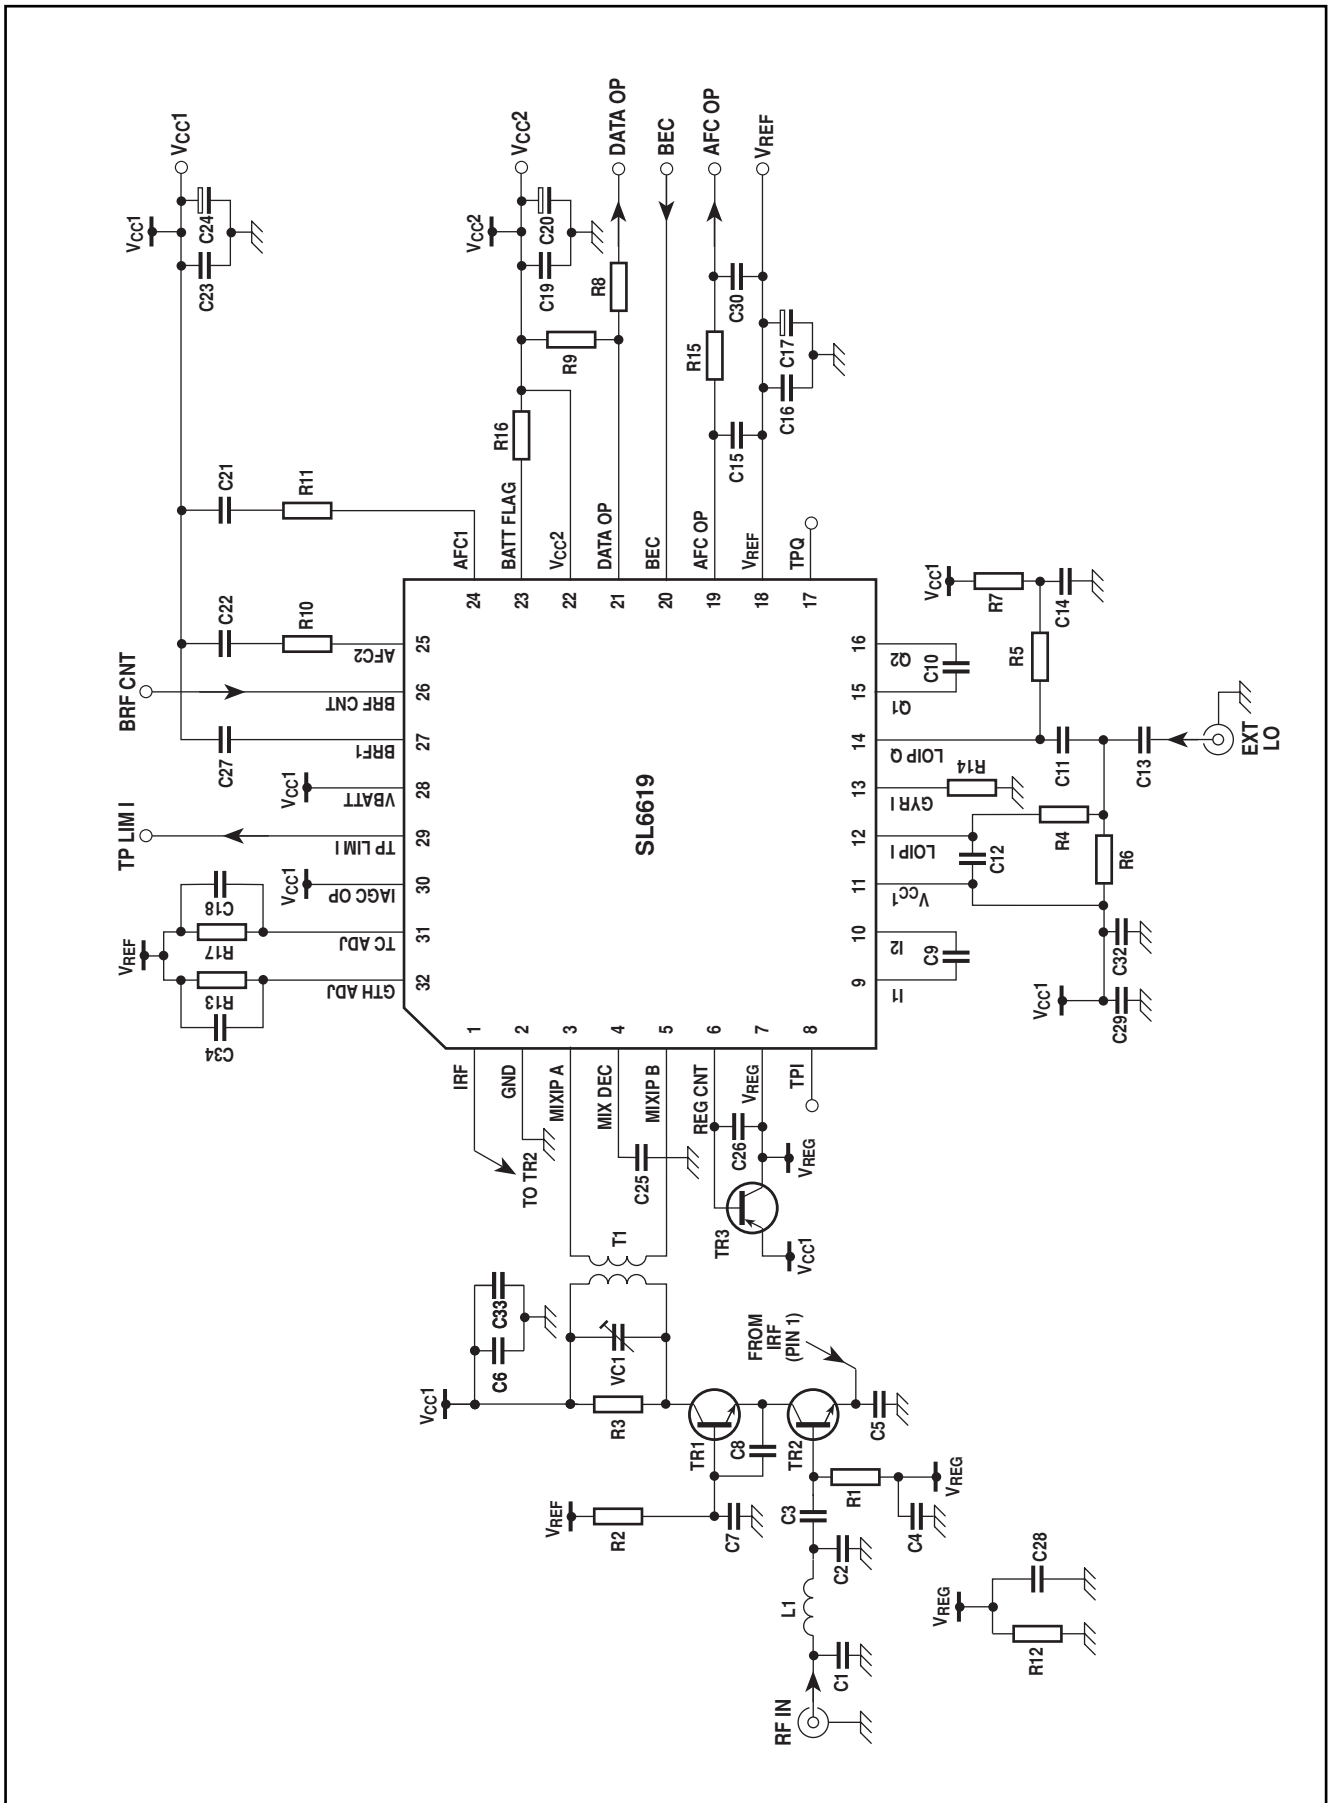 VCC1
VCC1
C24
C23
VCC2
VCC2
C20
C19
DATA OP
R8
R9
BEC
AFC OP
VREF
C30
R15
C17
C16
C15
R16
C21
R11
C22
R10
BRF CNT
C27
VCC1
TP LIM I
VCC1
C18
R17
VREF
R13
C34
AFC1
BATT FLAG
VCC2
DATA OP
BEC
AFC OP
VREF
TPQ
24
23
22
21
20
19
18
17
AFC2
BRF CNT
BRF1
VBATT
TP LIM I
IAGC OP
TC ADJ
GTH ADJ
25
26
27
28
29
30
31
32
SL6619
16
15
14
13
12
11
10
9
Q2
Q1
LOIP Q
GYR I
LOIP I
VCC1
I2
I1
C10
R14
C12
C9
VCC1
R7
C14
R5
C11
C13
EXT
LO
R4
R6
C32
C29
VCC1
1
2
3
4
5
6
7
8
IRF
GND
MIXIP A
MIX DEC
MIXIP B
REG CNT
VREG
TPI
TO TR2
C25
C26
VREG
TR3
VCC1
T1
C33
C6
VC1
VCC1
R3
TR1
C8
TR2
FROM
IRF
(PIN 1)
C5
VREF
R2
C7
C3
R1
C4
VREG
C2
L1
C1
RF IN
VREG
C28
R12